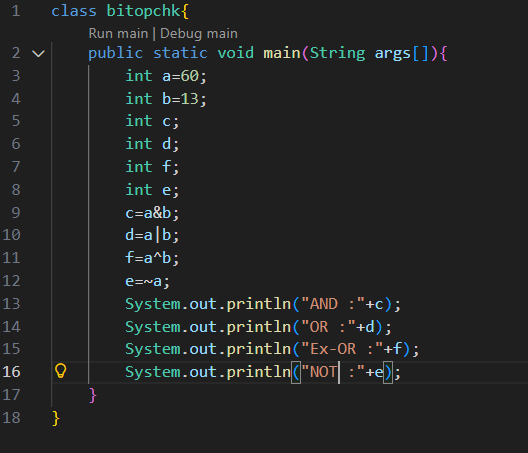 1 class bitopchk{
Run main | Debug main
2 public static void main(String args[]){
3 int a=60;
4 int b=13;
5 int c;
6 int d;
7 int f;
8 int e;
9 c=a&b;
10 d=a|b;
11 f=a^b;
12 e=~a;
13 System.out.println("AND :"+c);
14 System.out.println("OR :"+d);
15 System.out.println("Ex-OR :"+f);
16 System.out.println("NOT :"+e);
17 }
18 }